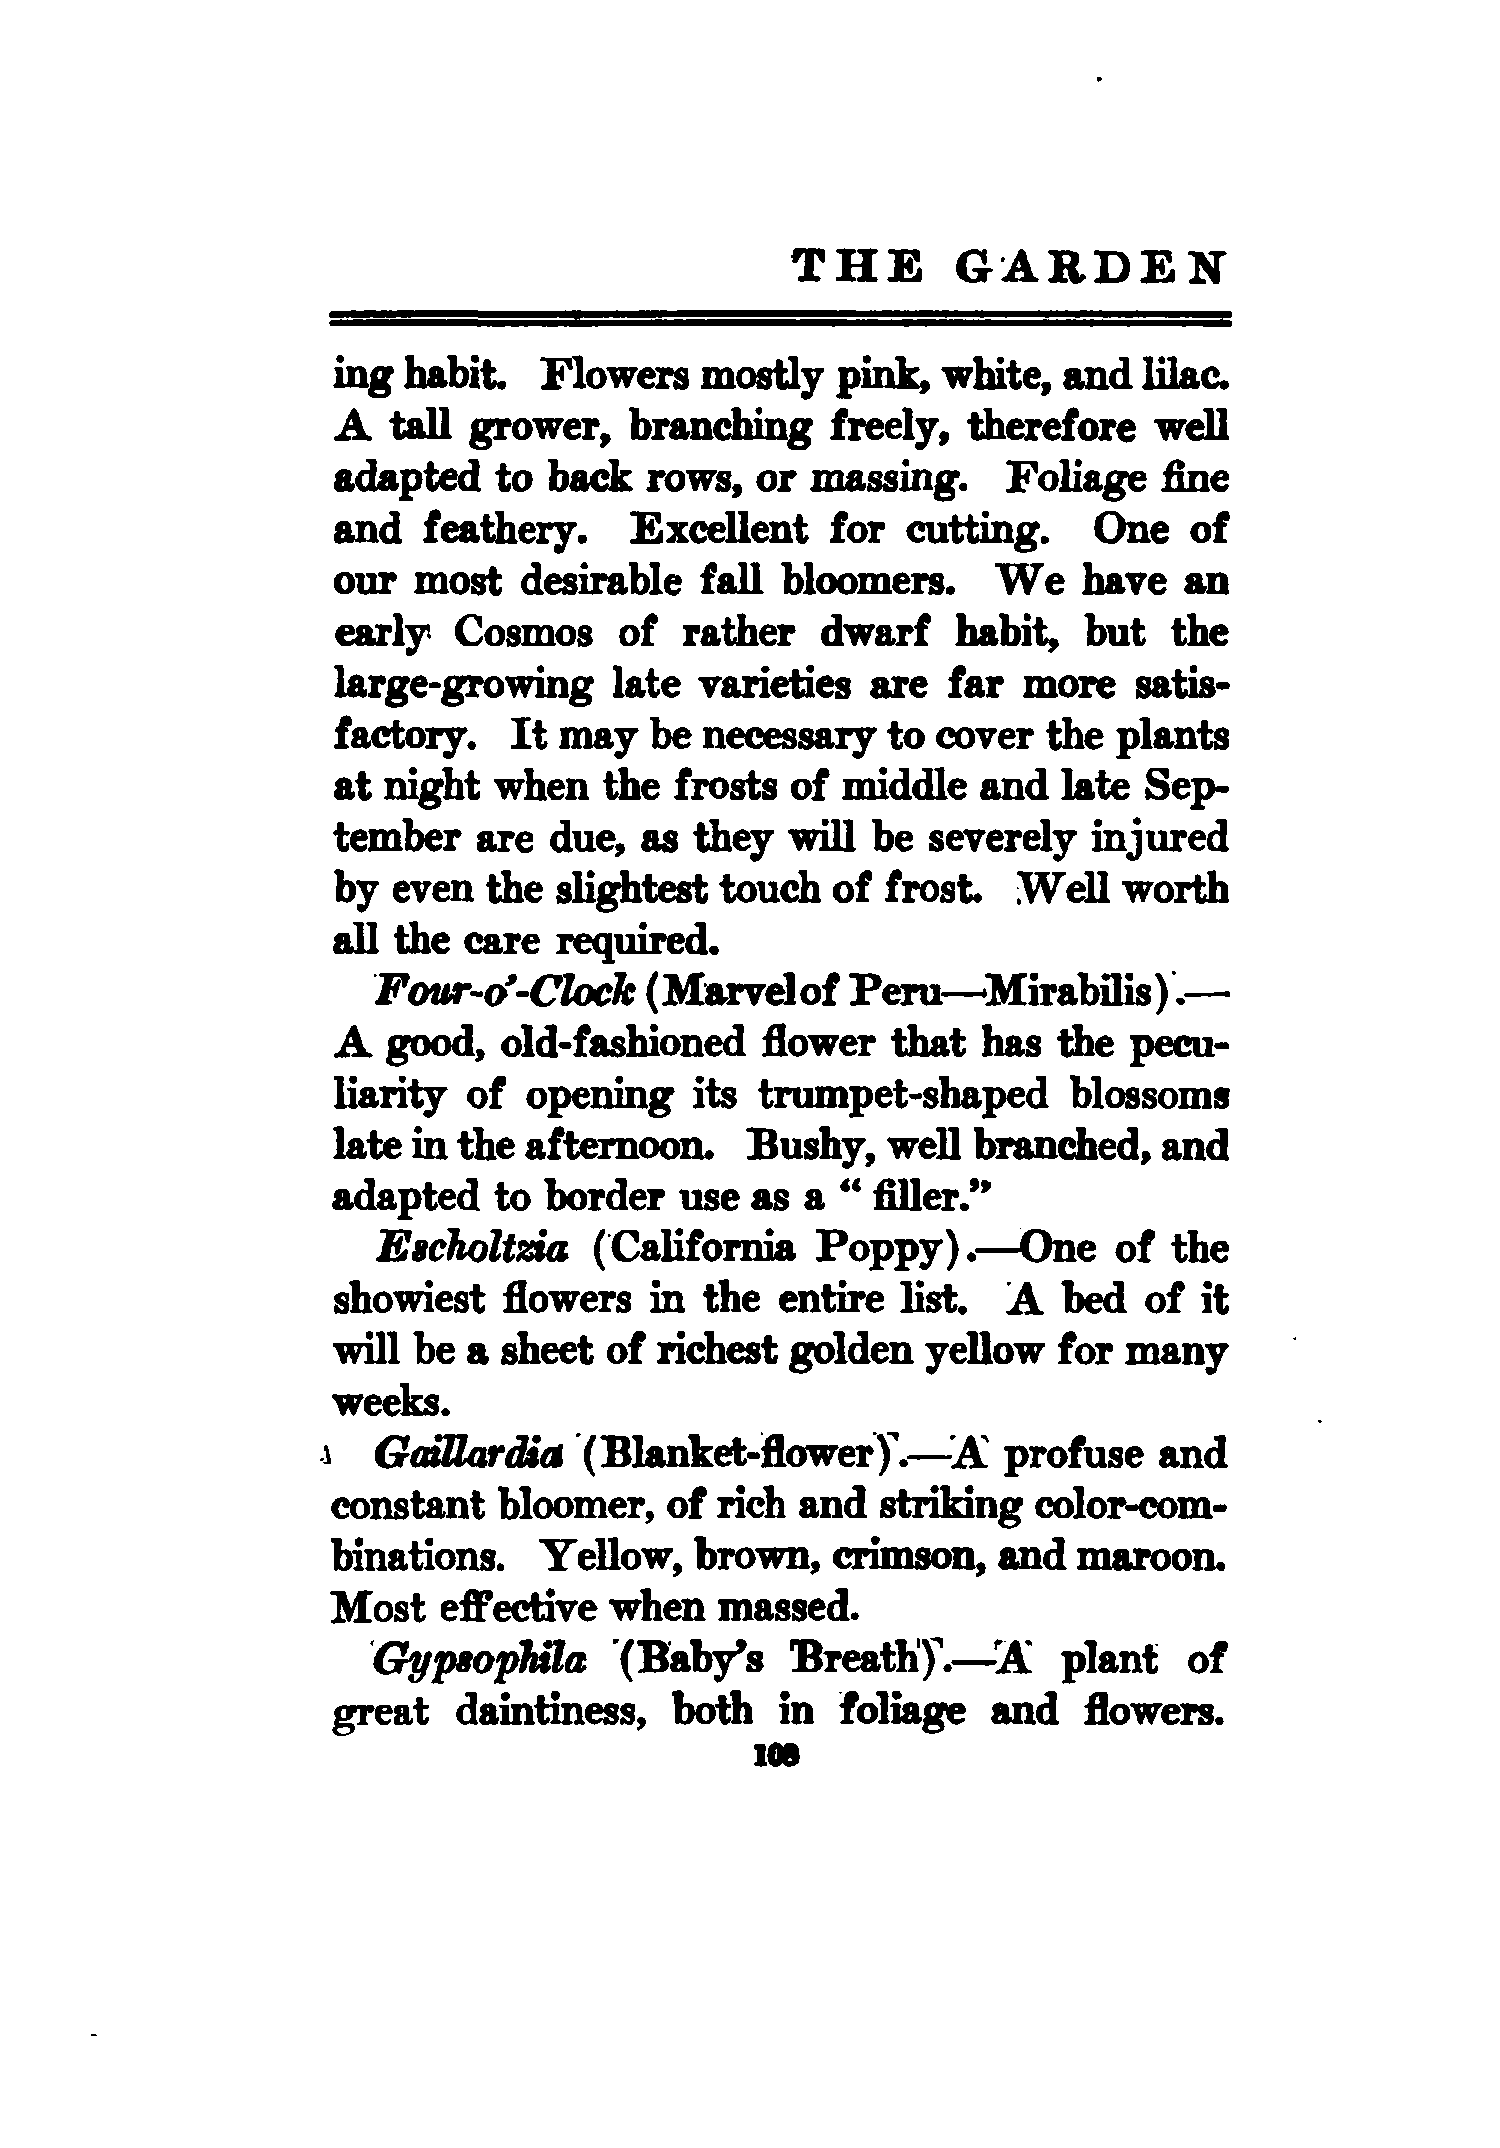 THE GARDEN
ing habit. Flowers mostly pink, white, and lilac.
A tall grower, branching freely, therefore well
adapted to back rows, or massing. Foliage fine
and feathery. Excellent for cutting. One of
our most desirable fall bloomers. We have an
early Cosmos of rather dwarf habit, but the
large-growing late varieties are far more satis-
factory. It may be necessary to cover the plants
at night when the frosts of middle and late Sep-
tember are due, as they will be severely injured
by even the slightest touch of frost. Well worth
all the care required.
Four-o'-Clock (Marvel of Peru—Mirabilis).—
A good, old-fashioned flower that has the pecu-
liarity of opening its trumpet-shaped blossoms
late in the afternoon. Bushy, well branched, and
adapted to border use as a “ filler.”
Escholtzia (California Poppy).—One of the
showiest flowers in the entire list. A bed of it
will be a sheet of richest golden yellow for many
weeks.
Gaillardia (Blanket-flower).—A profuse and
constant bloomer, of rich and striking color-com-
binations. Yellow, brown, crimson, and maroon.
Most effective when massed.
Gypsophila (Baby's Breath).—A plant of
great daintiness, both in foliage and flowers.